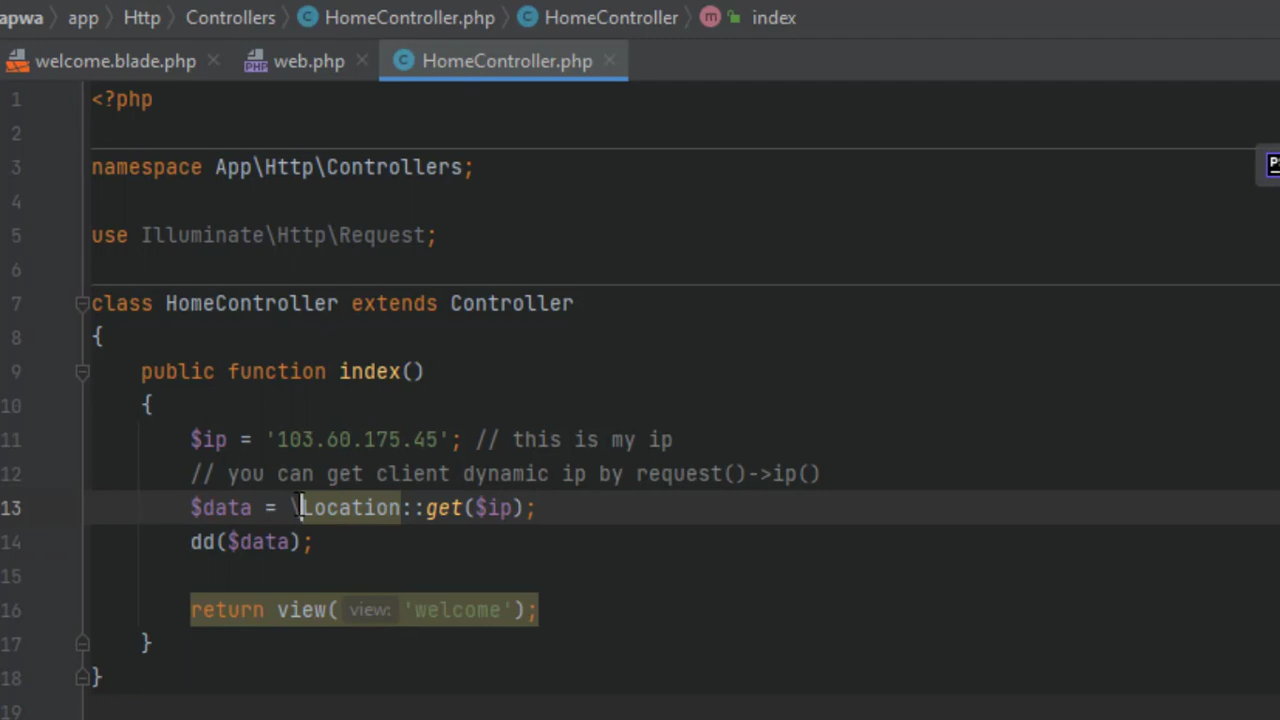 apwa app Http Controllers HomeController.php HomeController m index
welcome.blade.php PHP web.php C HomeController.php
1 <?php
2
3 namespace App\Http\Controllers;
4
5 use Illuminate\Http\Request;
6
7 class HomeController extends Controller
8 {
9 public function index()
10 {
11 $ip = '103.60.175.45'; // this is my ip
12 // you can get client dynamic ip by request()->ip()
13 $data = \Location::get($ip);
14 dd($data);
15
16 return view( view: 'welcome');
17 }
18 }
19